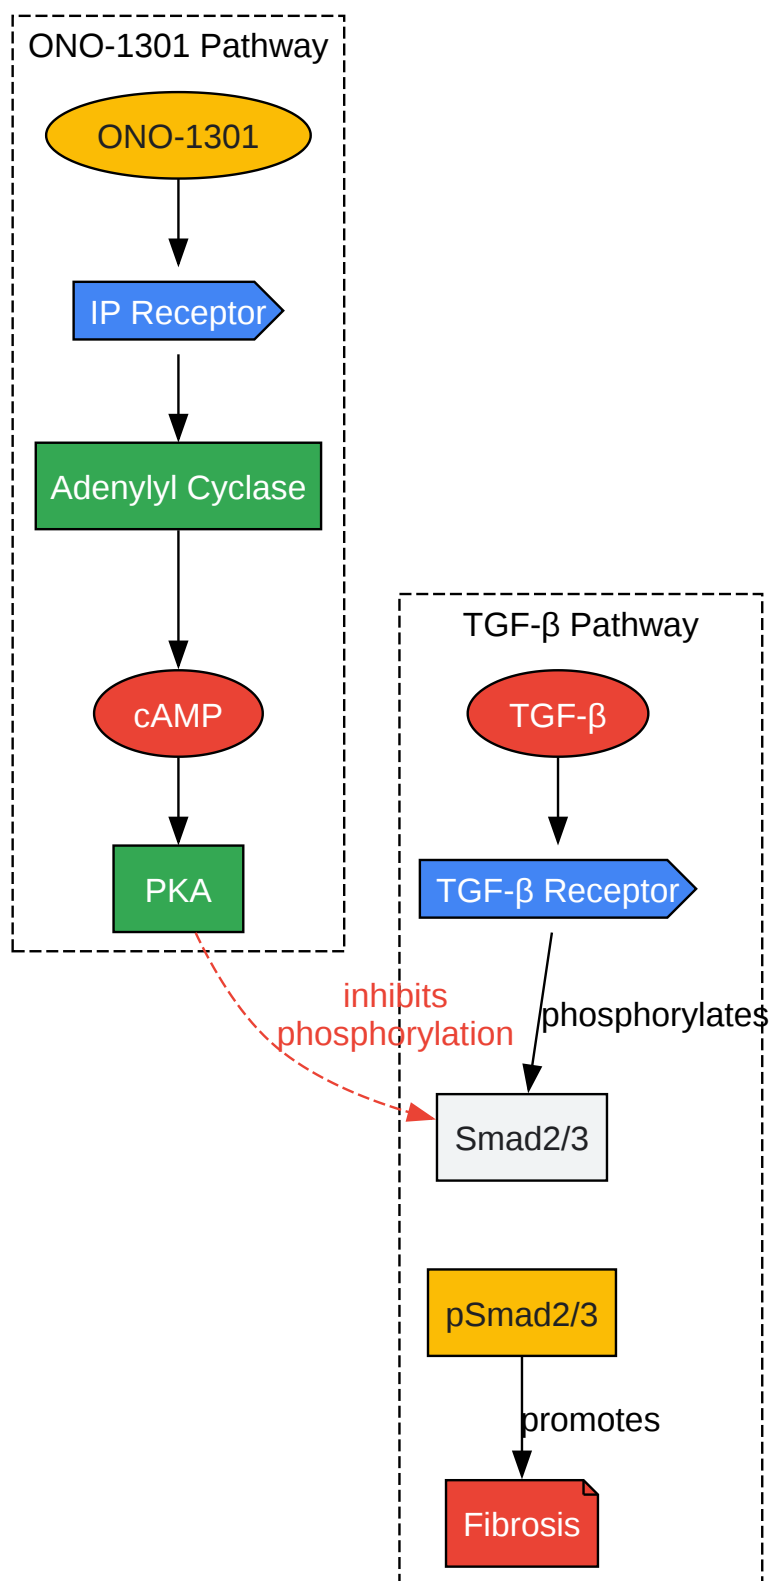 ONO-1301 Pathway
ONO-1301
IP Receptor
Adenylyl Cyclase
cAMP
PKA
TGF-β Pathway
TGF-β
TGF-β Receptor
inhibits
phosphorylation
phosphorylates
Smad2/3
pSmad2/3
promotes
Fibrosis